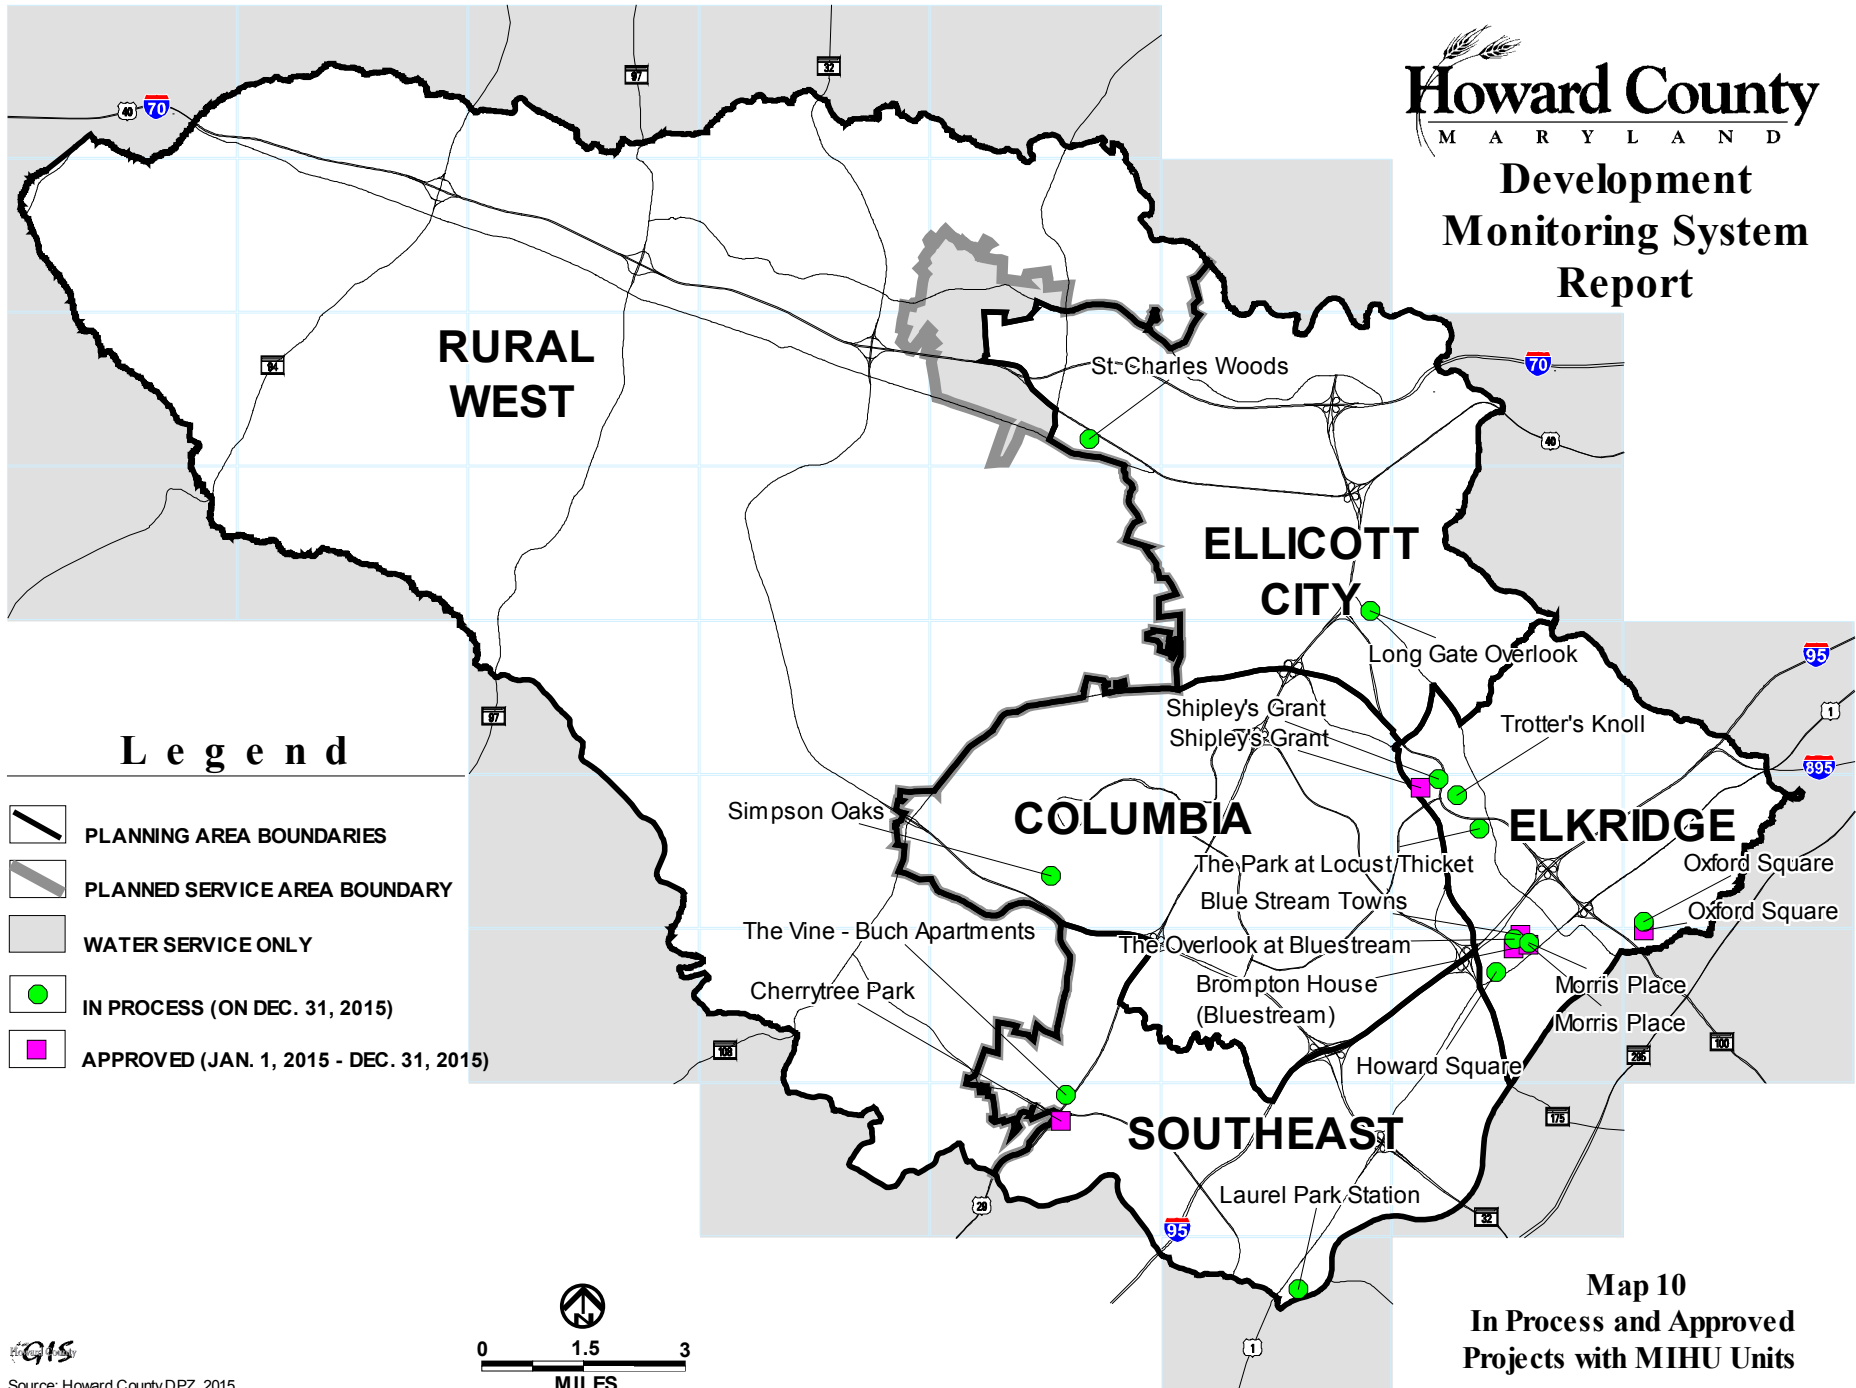 Howard County
MARYLAND
Development
Monitoring System
Report
40
70
97
32
94
RURAL
WEST
St. Charles Woods
70
40
ELLICOTT
CITY
Long Gate Overlook
95
1
895
97
Shipley's Grant
Shipley's Grant
Trotter's Knoll
Simpson Oaks
COLUMBIA
ELKRIDGE
The Park at Locust Thicket
Oxford Square
Blue Stream Towns
Oxford Square
The Vine - Buch Apartments
The Overlook at Bluestream
Cherrytree Park
Brompton House
(Bluestream)
Morris Place
Morris Place
Howard Square
108
295
100
175
SOUTHEAST
Laurel Park Station
29
95
32
1
Legend
PLANNING AREA BOUNDARIES
PLANNED SERVICE AREA BOUNDARY
WATER SERVICE ONLY
IN PROCESS (ON DEC. 31, 2015)
APPROVED (JAN. 1, 2015 - DEC. 31, 2015)
N
0 1.5 3
MILES
Howard County
GIS
Source: Howard County DPZ, 2015
Map 10
In Process and Approved
Projects with MIHU Units